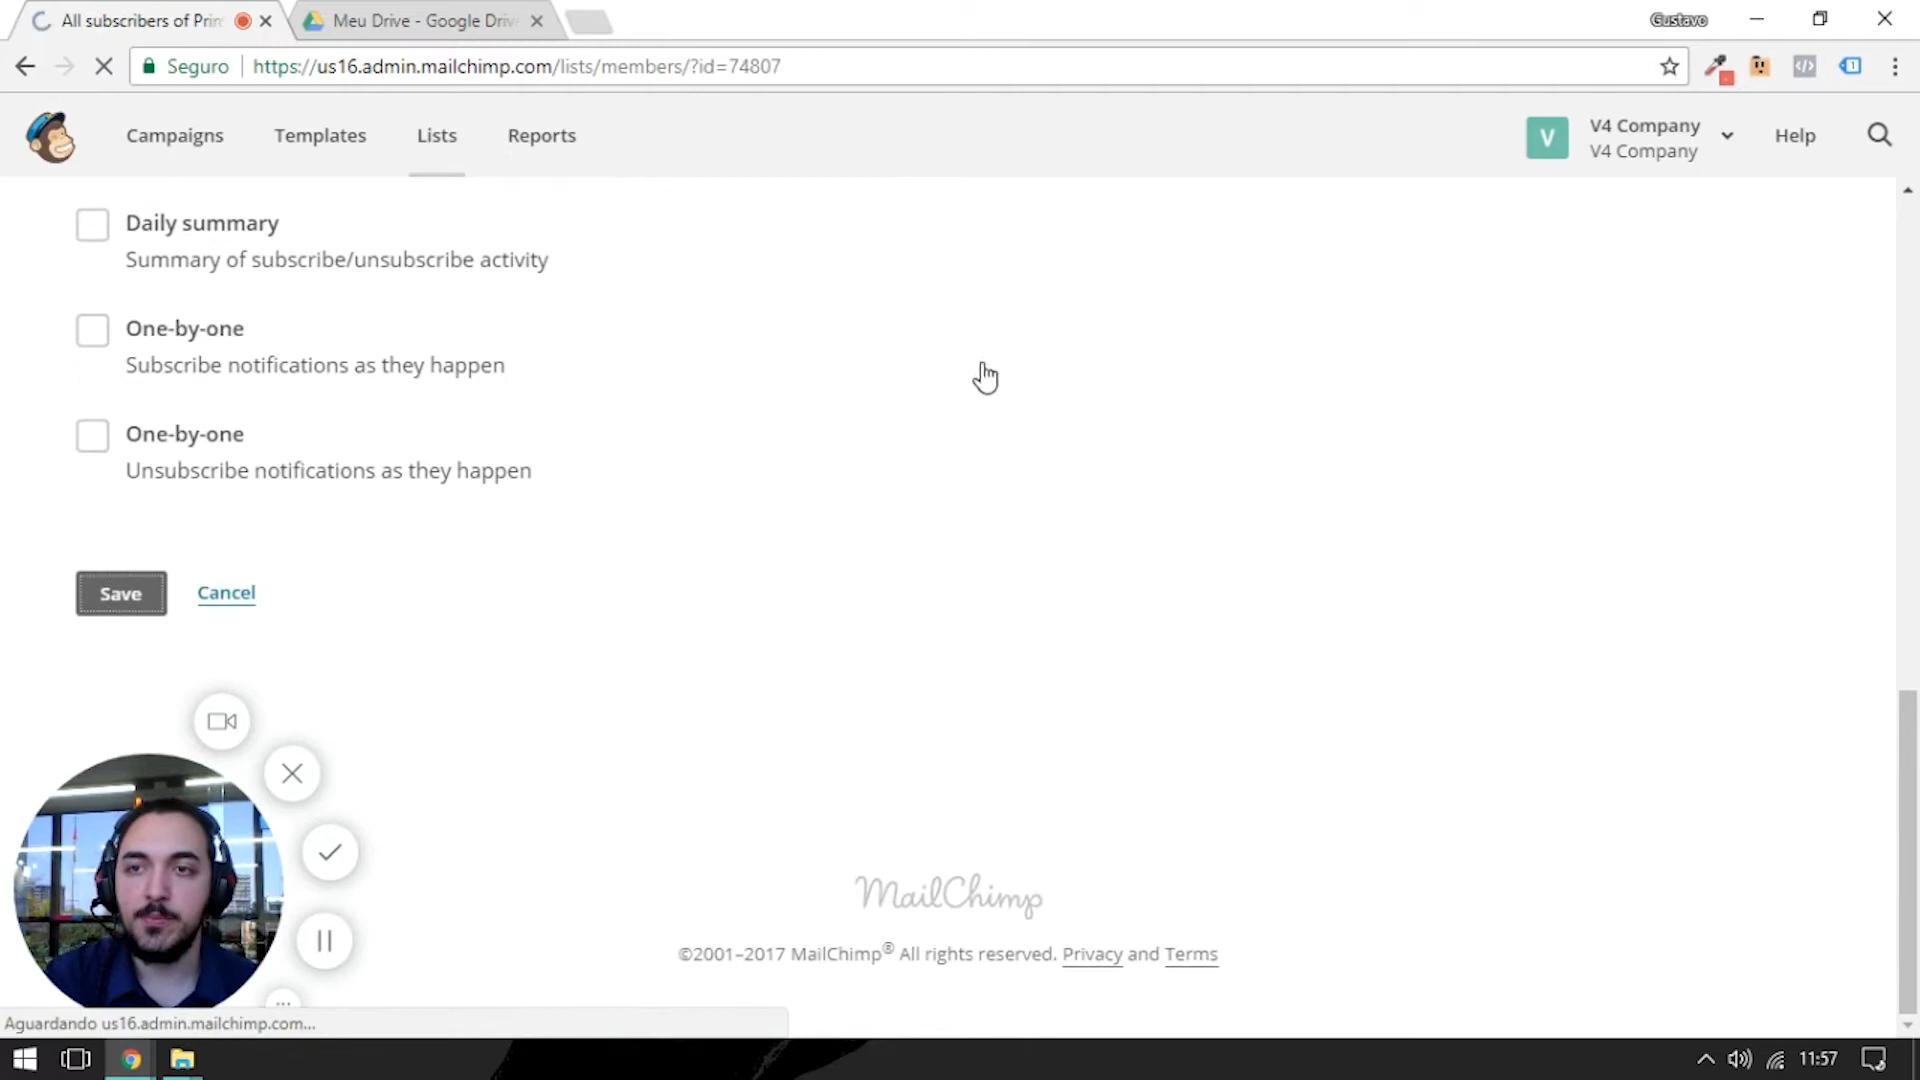 All subscribers of Prim
Meu Drive - Google Driv
Gustavo
Seguro
https://us16.admin.mailchimp.com/lists/members/?id=74807
Campaigns
Templates
Lists
Reports
V
V4 Company
V4 Company
Help
Daily summary
Summary of subscribe/unsubscribe activity
One-by-one
Subscribe notifications as they happen
One-by-one
Unsubscribe notifications as they happen
Save
Cancel
MailChimp
©2001–2017 MailChimp® All rights reserved. Privacy and Terms
Aguardando us16.admin.mailchimp.com...
11:57